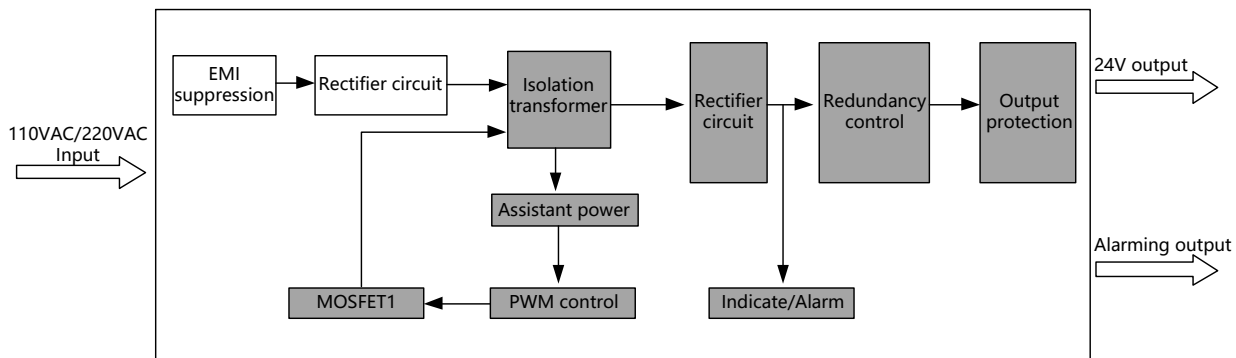 110VAC/220VAC
Input
EMI
suppression
Rectifier circuit
Isolation
transformer
Rectifier
circuit
Redundancy
control
Output
protection
24V output
Assistant power
Alarming output
MOSFET1
PWM control
Indicate/Alarm